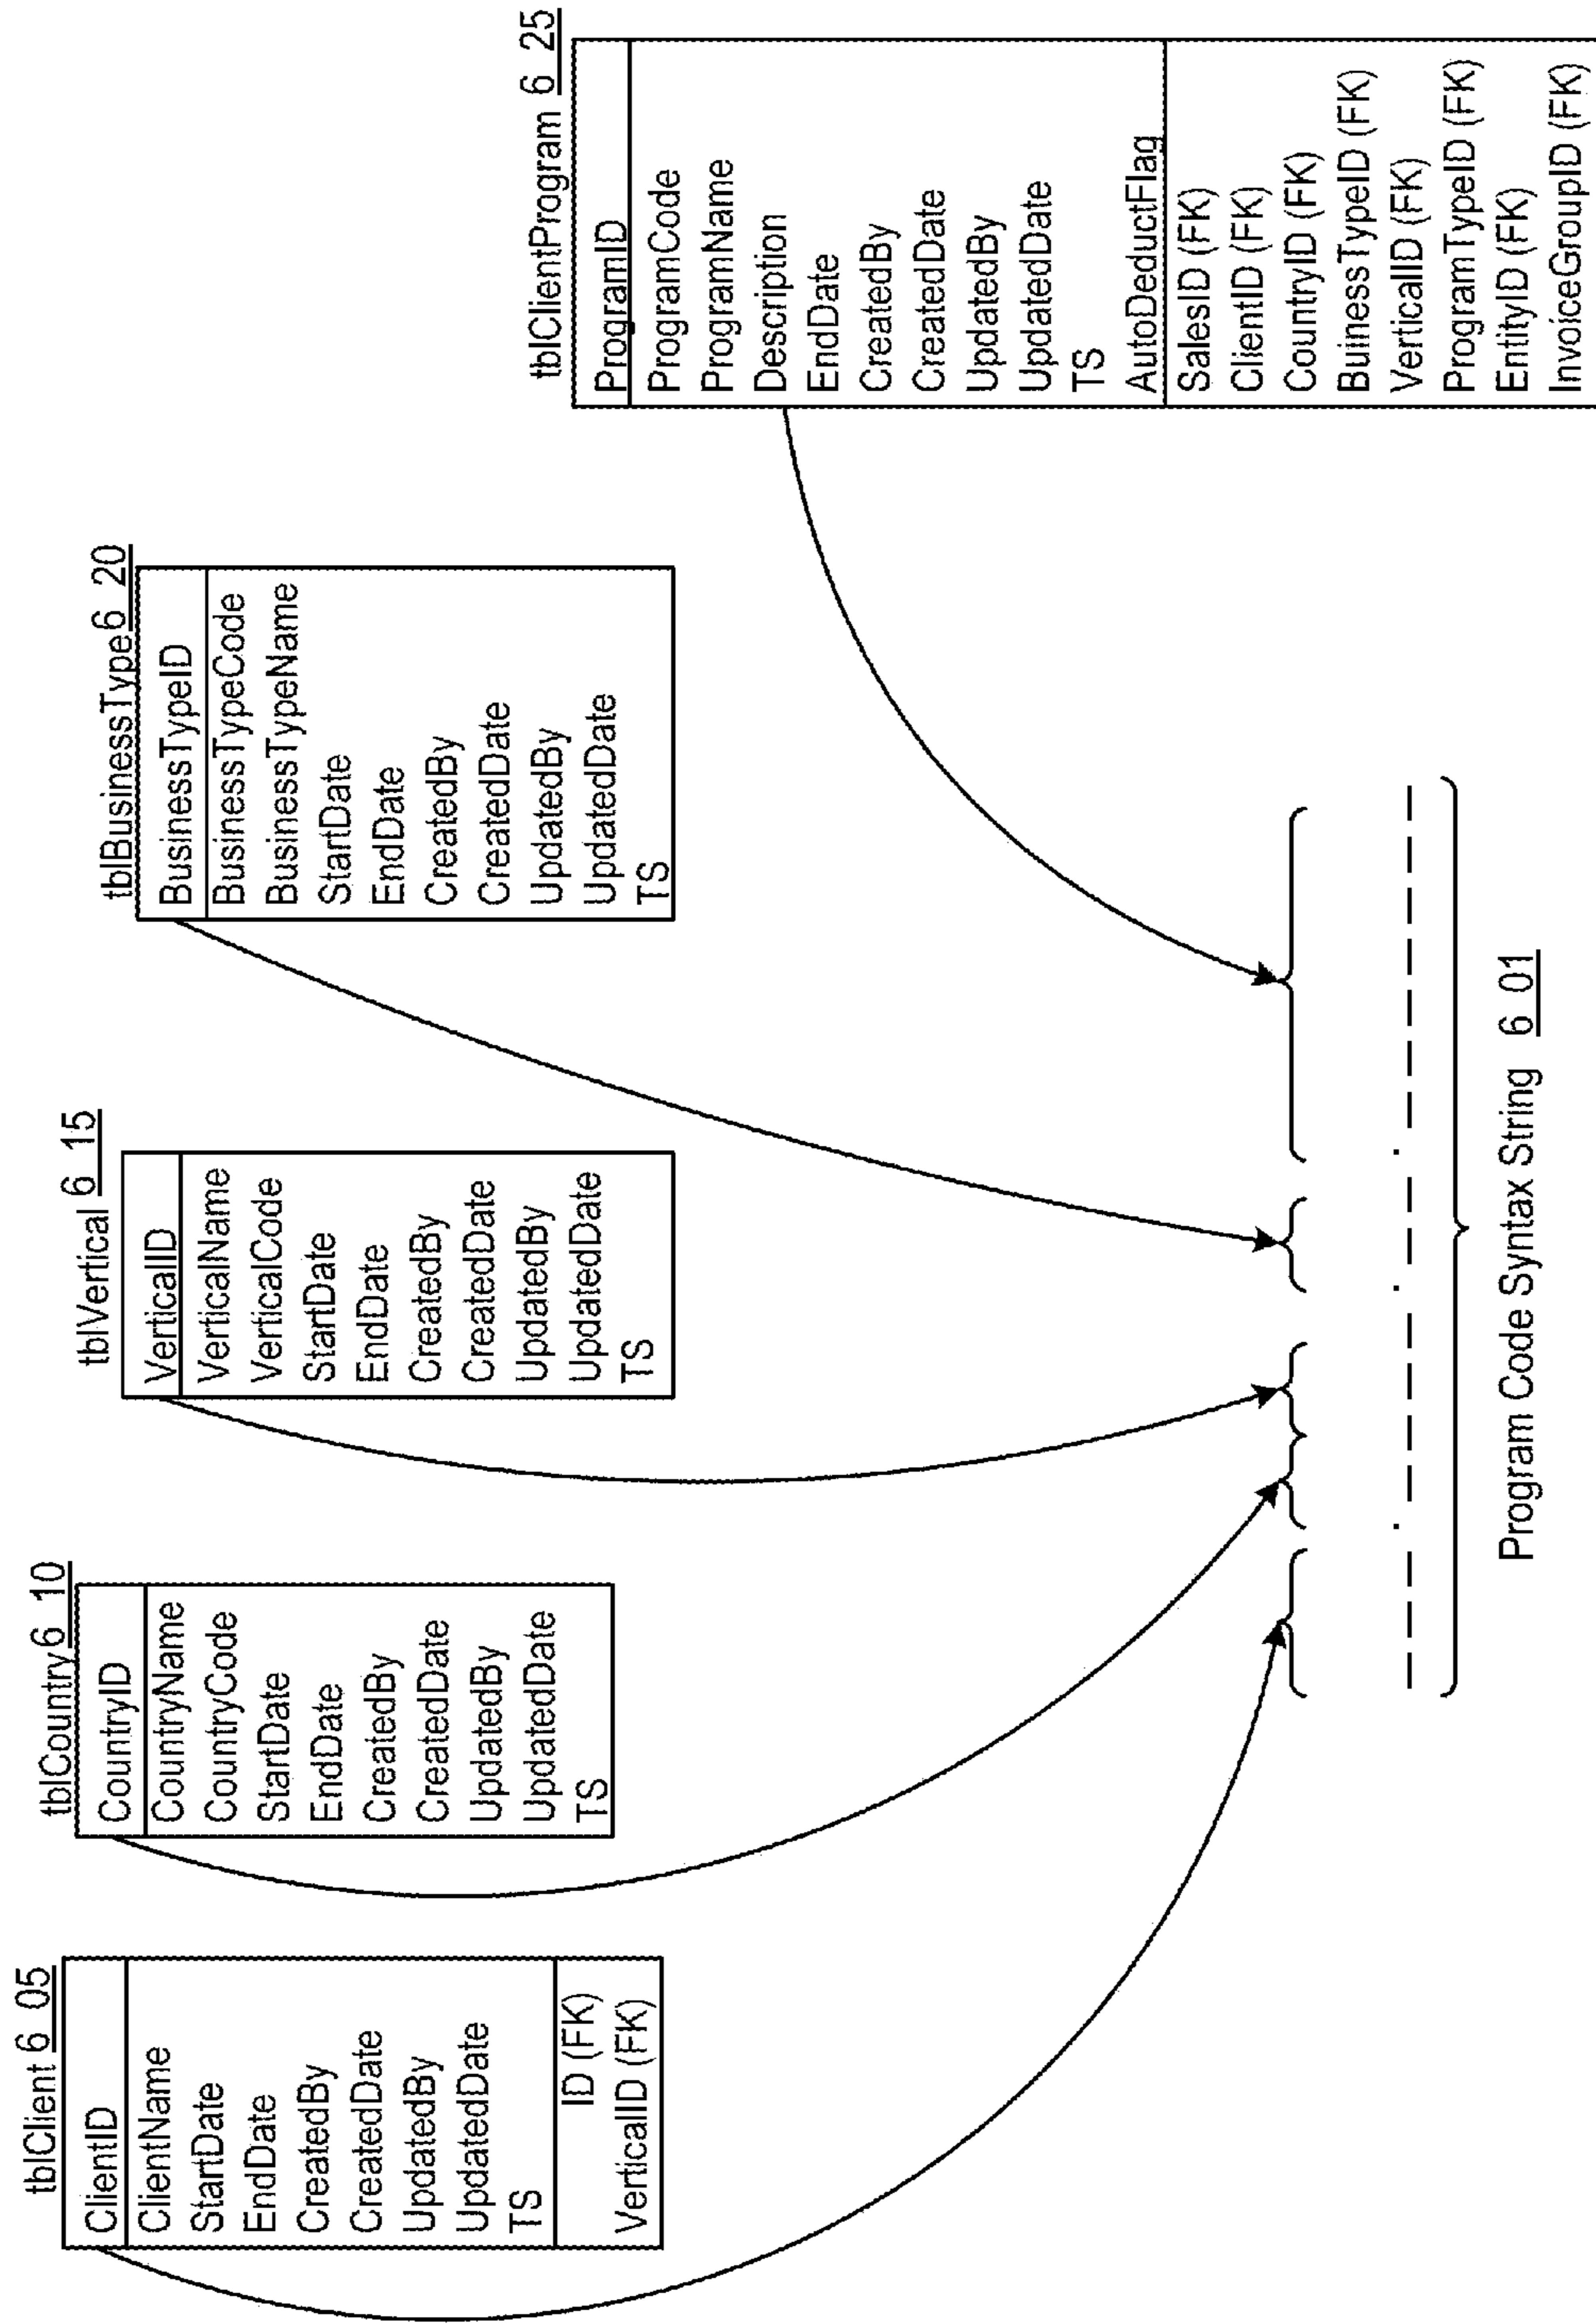 tblClient 6 05
ClientID
ClientName
StartDate
EndDate
CreatedBy
CreatedDate
UpdatedBy
UpdatedDate
TS
ID (FK)
VerticalID (FK)
tblCountry 6 10
CountryID
CountryName
CountryCode
StartDate
EndDate
CreatedBy
CreatedDate
UpdatedBy
UpdatedDate
TS
tblVertical 6 15
VerticalID
VerticalName
VerticalCode
StartDate
EndDate
CreatedBy
CreatedDate
UpdatedBy
UpdatedDate
TS
tblBusinessType 6 20
BusinessTypeID
BusinessTypeCode
BusinessTypeName
StartDate
EndDate
CreatedBy
CreatedDate
UpdatedBy
UpdatedDate
TS
tblClientProgram 6 25
ProgramID
ProgramCode
ProgramName
Description
EndDate
CreatedBy
CreatedDate
UpdatedBy
UpdatedDate
TS
AutoDeductFlag
SalesID (FK)
ClientID (FK)
CountryID (FK)
BuinessTypeID (FK)
VerticalID (FK)
ProgramTypeID (FK)
EntityID (FK)
InvoiceGroupID (FK)
Program Code Syntax String 6 01